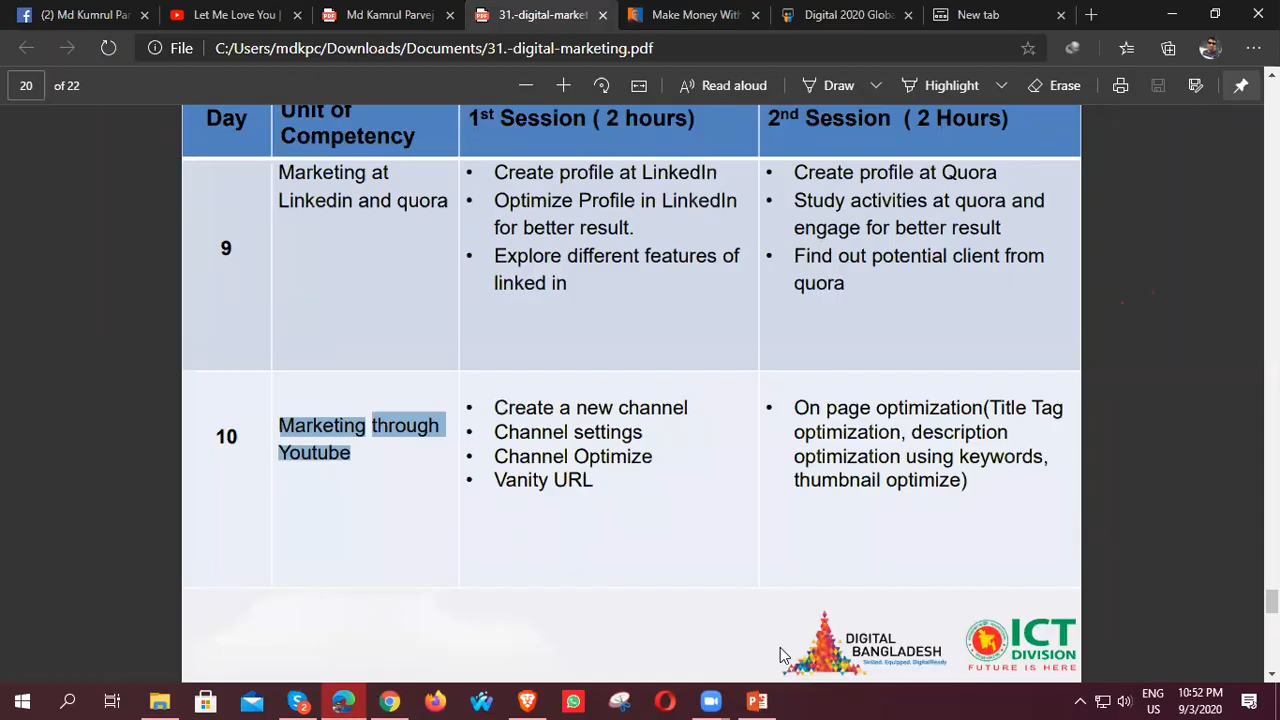 (2) Md Kumrul Par
Let Me Love You |
Md Kamrul Parvej
31.-digital-market
Make Money With
Digital 2020 Globa
New tab
File
C:/Users/mdkpc/Downloads/Documents/31.-digital-marketing.pdf
20 of 22
Read aloud
Draw
Highlight
Erase
Day
Unit of
Competency
1st Session ( 2 hours)
2nd Session ( 2 Hours)
9
Marketing at
Linkedin and quora
• Create profile at LinkedIn
• Optimize Profile in LinkedIn
for better result.
• Explore different features of
linked in
• Create profile at Quora
• Study activities at quora and
engage for better result
• Find out potential client from
quora
10
Marketing through
Youtube
• Create a new channel
• Channel settings
• Channel Optimize
• Vanity URL
• On page optimization(Title Tag
optimization, description
optimization using keywords,
thumbnail optimize)
DIGITAL
BANGLADESH
Skilled. Equipped. DigitalReady
ICT
DIVISION
FUTURE IS HERE
ENG
US
10:52 PM
9/3/2020